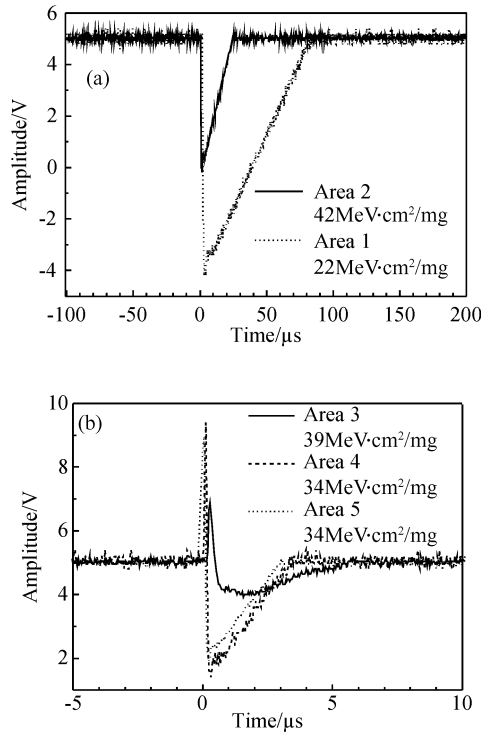 6
4
2
0
-2
-4
Amplitude/V
(a)
Area 2
42MeV·cm²/mg
Area 1
22MeV·cm²/mg
-100 -50 0 50 100 150 200
Time/µs
10
8
6
4
2
Amplitude/V
(b)
Area 3
39MeV·cm²/mg
Area 4
34MeV·cm²/mg
Area 5
34MeV·cm²/mg
-5 0 5 10
Time/µs